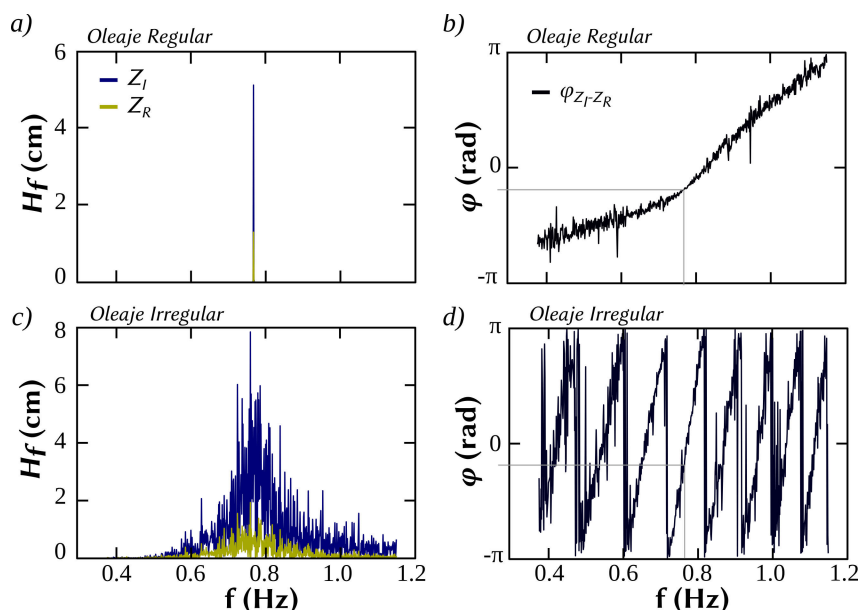 a)
Oleaje Regular
6
4
2
0
H_f (cm)
Z_I
Z_R
b)
Oleaje Regular
π
0
-π
φ (rad)
φ_{Z_I-Z_R}
c)
Oleaje Irregular
8
6
4
2
0
H_f (cm)
0.4
0.6
0.8
1.0
1.2
f (Hz)
d)
Oleaje Irregular
π
0
-π
φ (rad)
0.4
0.6
0.8
1.0
1.2
f (Hz)